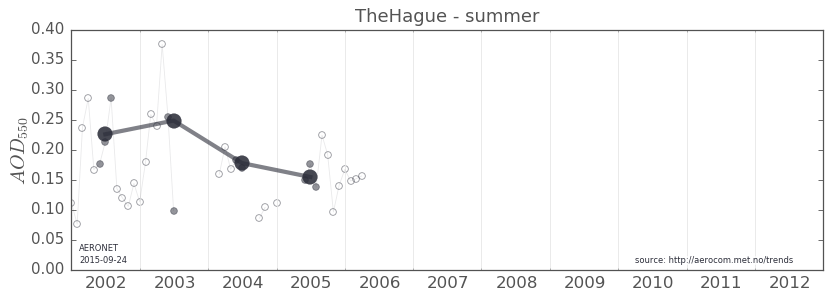 TheHague - summer
0.40
0.35
0.30
0.25
0.20
0.15
0.10
0.05
0.00
AOD550
AERONET
2015-09-24
source: http://aerocom.met.no/trends
2002 2003 2004 2005 2006 2007 2008 2009 2010 2011 2012